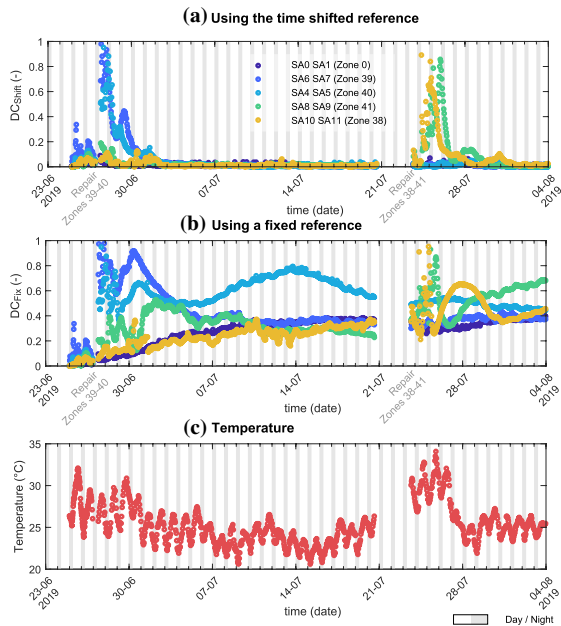 (a) Using the time shifted reference
1
0.8
0.6
0.4
0.2
0
DC_Shift (-)
SA0 SA1 (Zone 0)
SA6 SA7 (Zone 39)
SA4 SA5 (Zone 40)
SA8 SA9 (Zone 41)
SA10 SA11 (Zone 38)
23-06
2019
Repair
Zones 39-40
30-06
07-07
14-07
21-07
Repair
Zones 38-41
28-07
04-08
2019
time (date)
(b) Using a fixed reference
1
0.8
0.6
0.4
0.2
0
DC_Fix (-)
23-06
2019
Repair
Zones 39-40
30-06
07-07
14-07
21-07
Repair
Zones 38-41
28-07
04-08
2019
time (date)
(c) Temperature
35
30
25
20
Temperature (°C)
23-06
2019
30-06
07-07
14-07
21-07
28-07
04-08
2019
time (date)
Day / Night